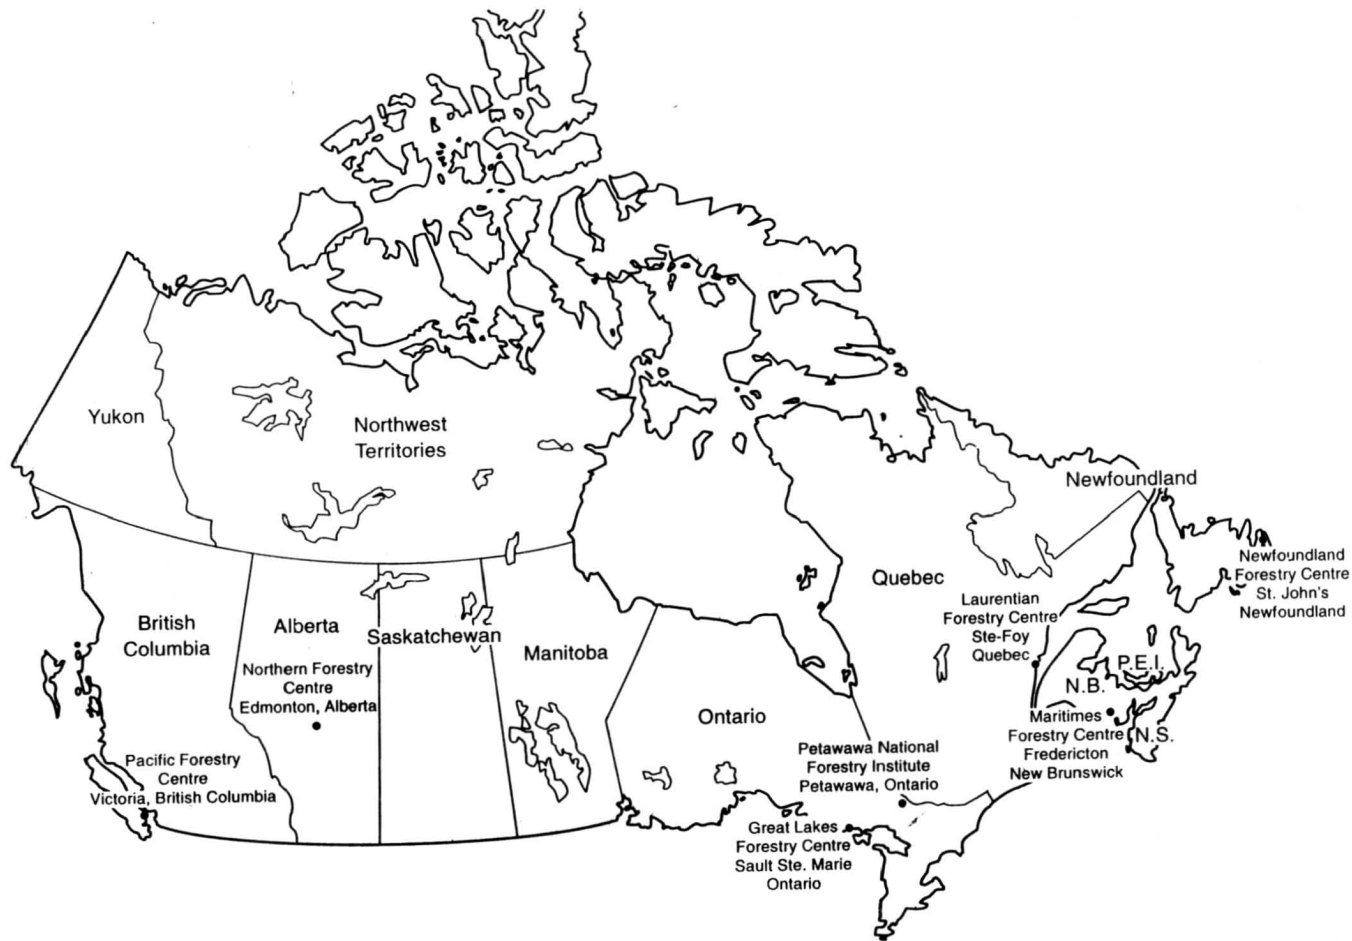 Yukon
Northwest
Territories
Newfoundland
Newfoundland
Forestry Centre
St. John's
Newfoundland
Quebec
Laurentian
Forestry Centre
Ste-Foy
Quebec
British
Columbia
Alberta
Saskatchewan
Manitoba
Northern Forestry
Centre
Edmonton, Alberta
P.E.I.
N.B.
Ontario
Maritimes
Forestry Centre
Fredericton
New Brunswick
N.S.
Petawawa National
Forestry Institute
Petawawa, Ontario
Pacific Forestry
Centre
Victoria, British Columbia
Great Lakes
Forestry Centre
Sault Ste. Marie
Ontario